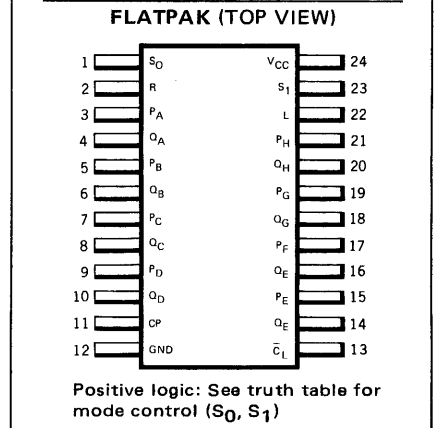 FLATPAK (TOP VIEW)
1 S0 VCC 24
2 R S1 23
3 PA L 22
4 QA PH 21
5 PB QH 20
6 QB PG 19
7 PC QG 18
8 QC PF 17
9 PD QE 16
10 QD PE 15
11 CP QE 14
12 GND C̅L 13
Positive logic: See truth table for
mode control (S0, S1)